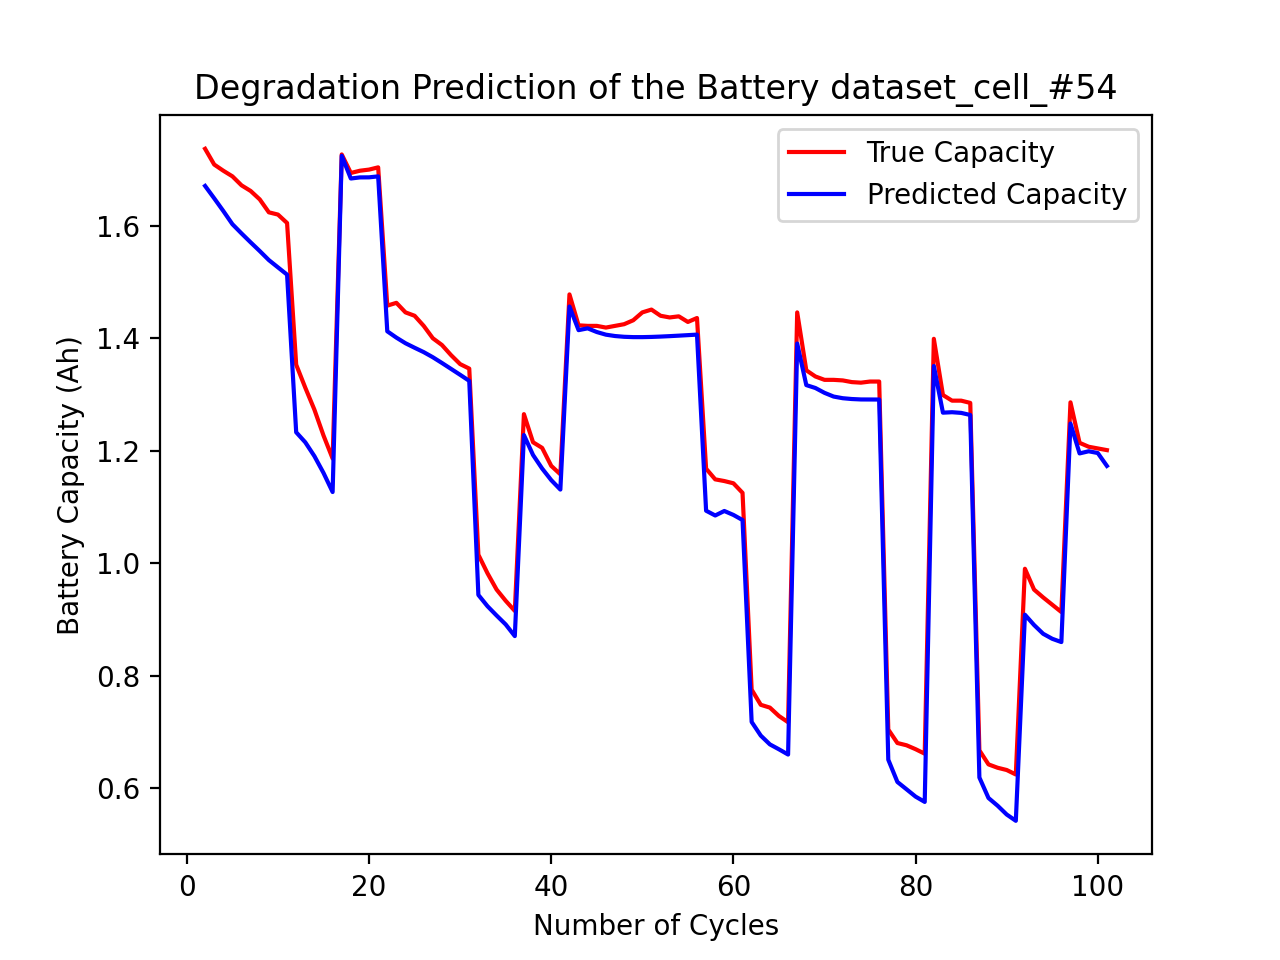 Degradation Prediction of the Battery dataset_cell_#54
True Capacity
Predicted Capacity
Battery Capacity (Ah)
1.6
1.4
1.2
1.0
0.8
0.6
0 20 40 60 80 100
Number of Cycles